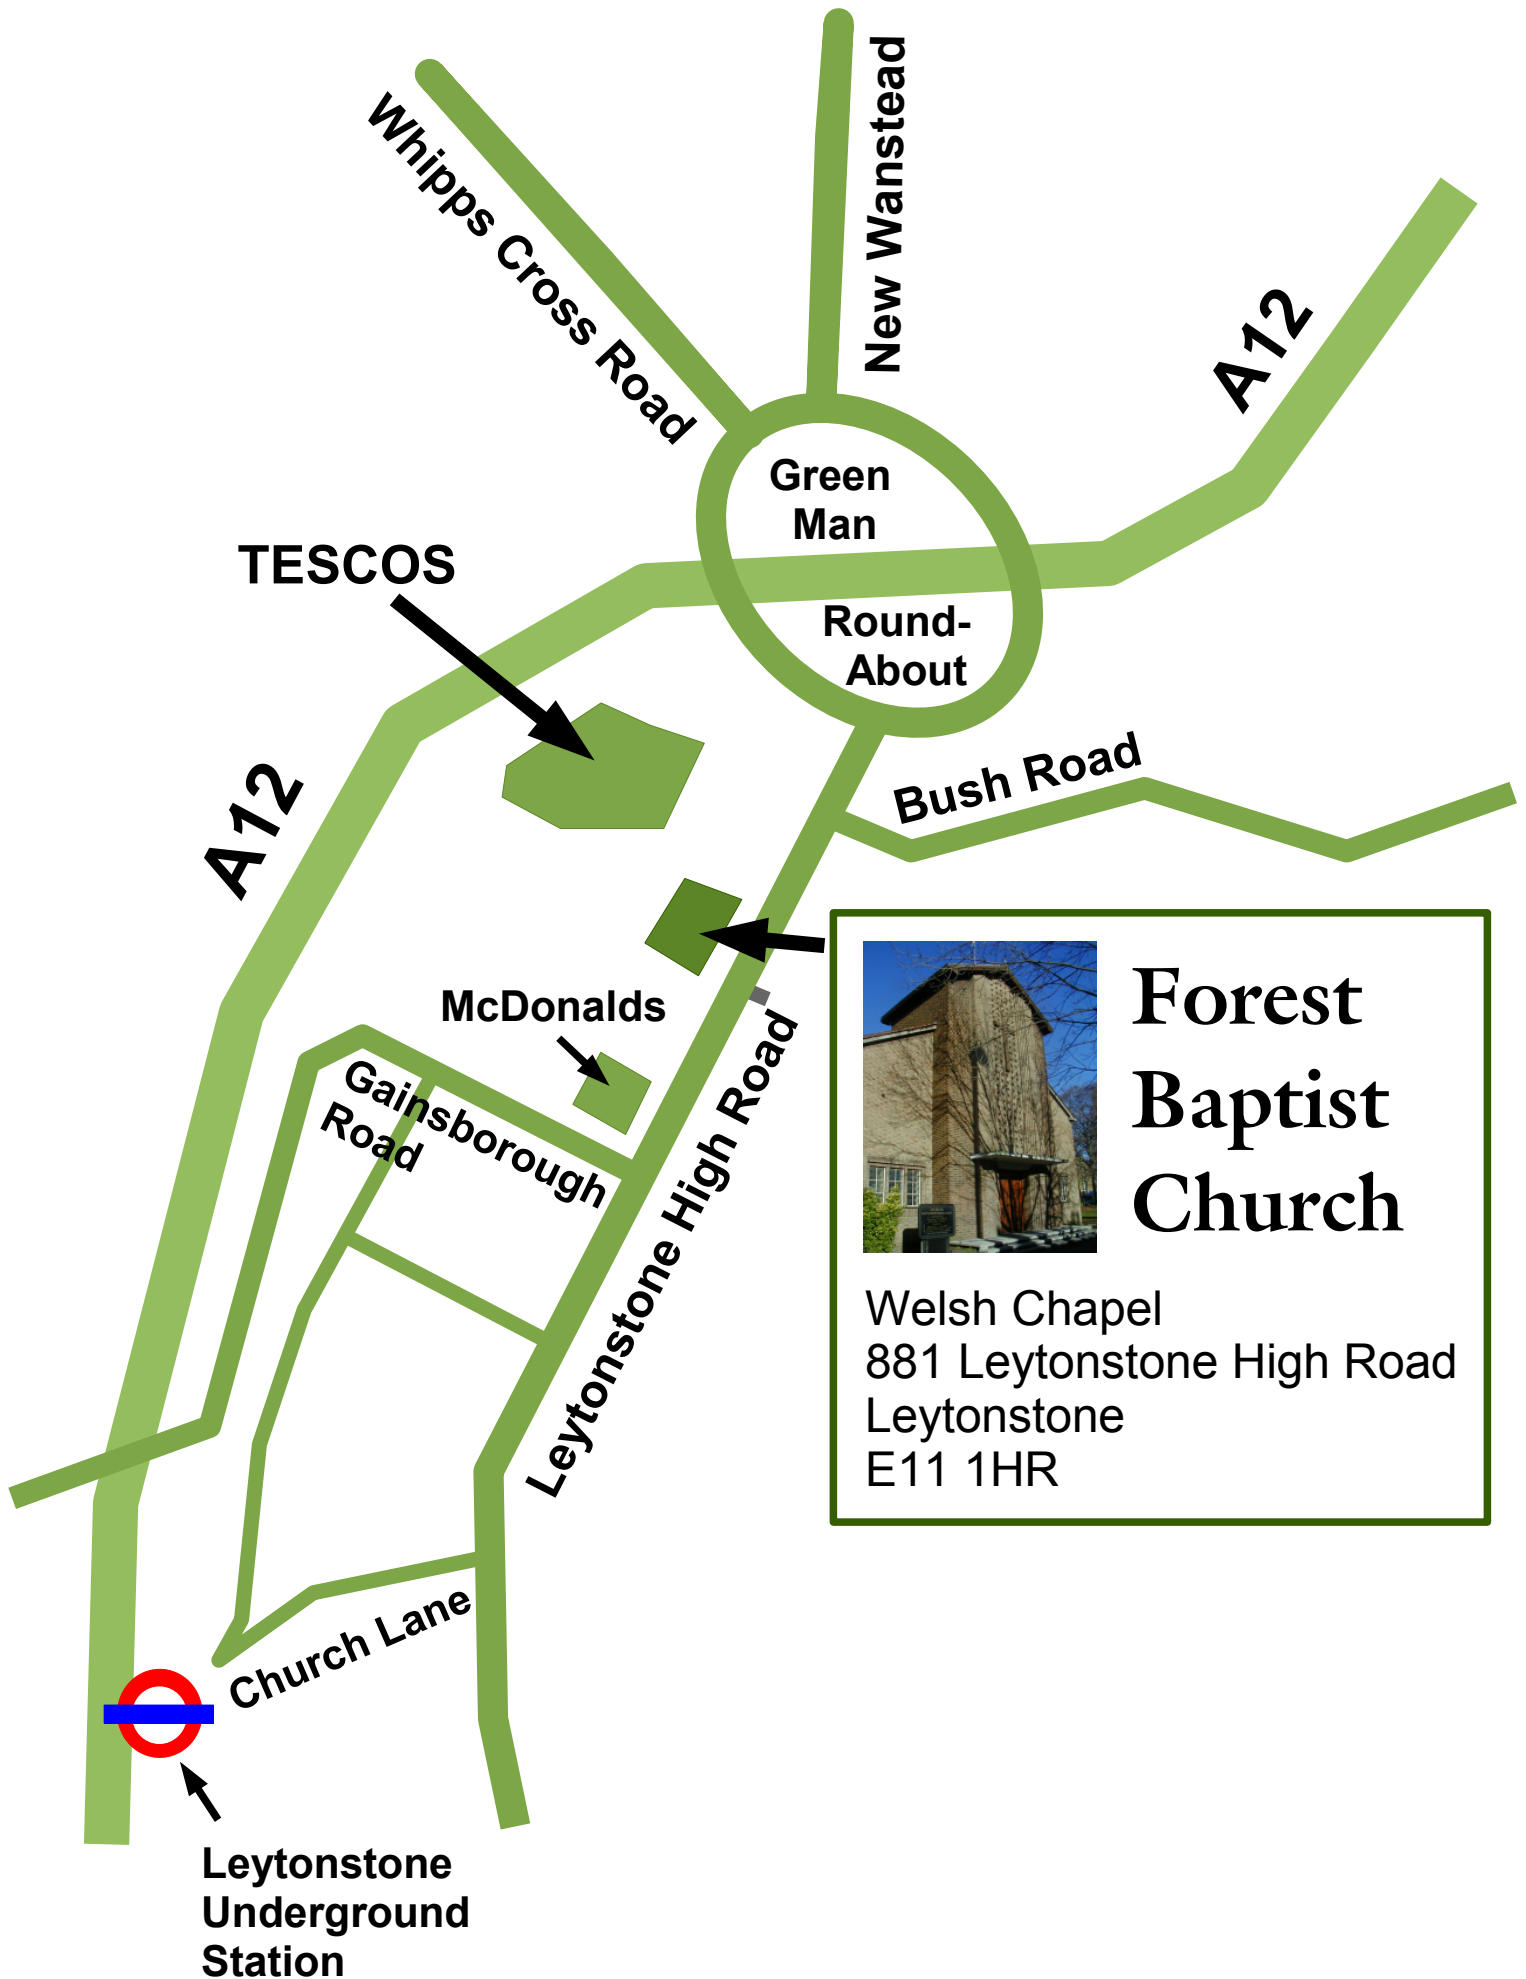 Whipps Cross Road
New Wanstead
A12
Green
Man
TESCOS
Round-
About
Bush Road
A12
McDonalds
Gainsborough
Road
Leytonstone High Road
Forest
Baptist
Church
Welsh Chapel
881 Leytonstone High Road
Leytonstone
E11 1HR
Church Lane
Leytonstone
Underground
Station